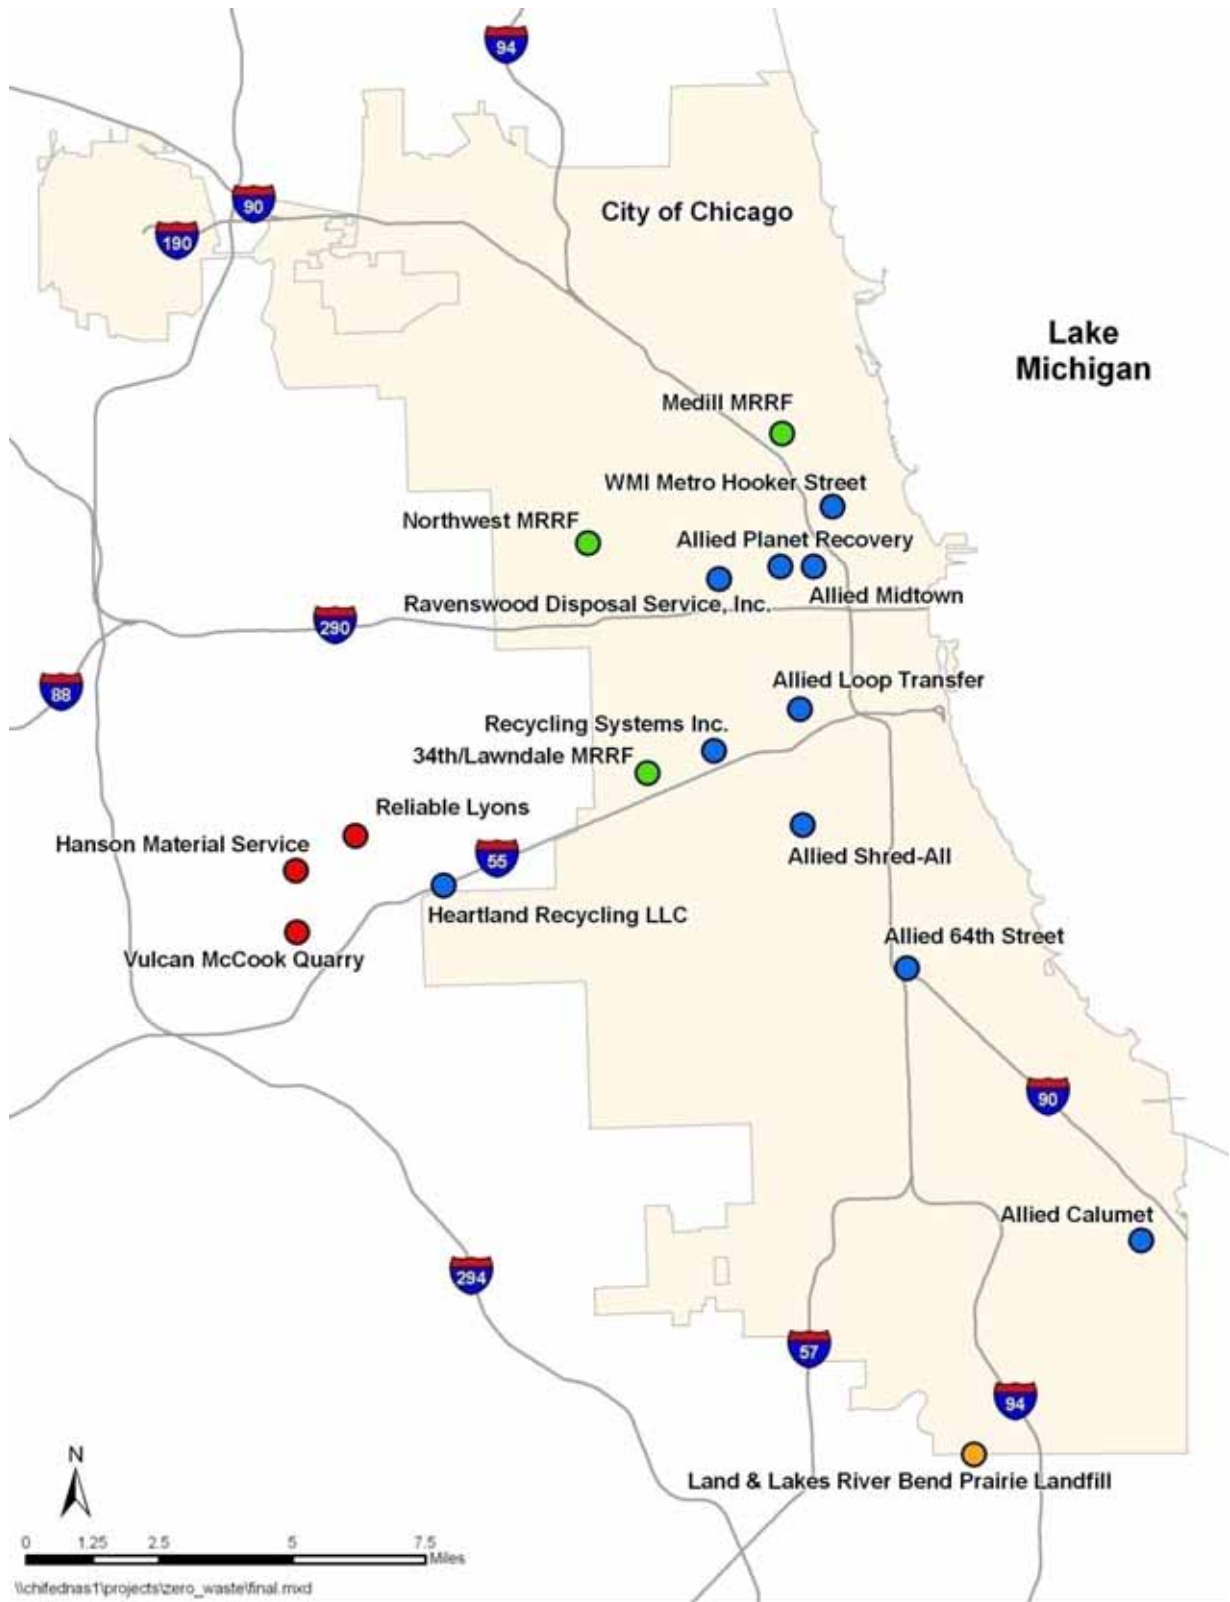 94
90
190
City of Chicago
Lake
Michigan
Medill MRRF
WMI Metro Hooker Street
Northwest MRRF
Allied Planet Recovery
Ravenswood Disposal Service, Inc.
Allied Midtown
290
88
Allied Loop Transfer
Recycling Systems Inc.
34th/Lawndale MRRF
Reliable Lyons
Hanson Material Service
55
Allied Shred-All
Heartland Recycling LLC
Allied 64th Street
Vulcan McCook Quarry
90
Allied Calumet
294
57
94
N
Land & Lakes River Bend Prairie Landfill
0 1.25 2.5 5 7.5
Miles
\\chifednas1\projects\zero_waste\final.mxd